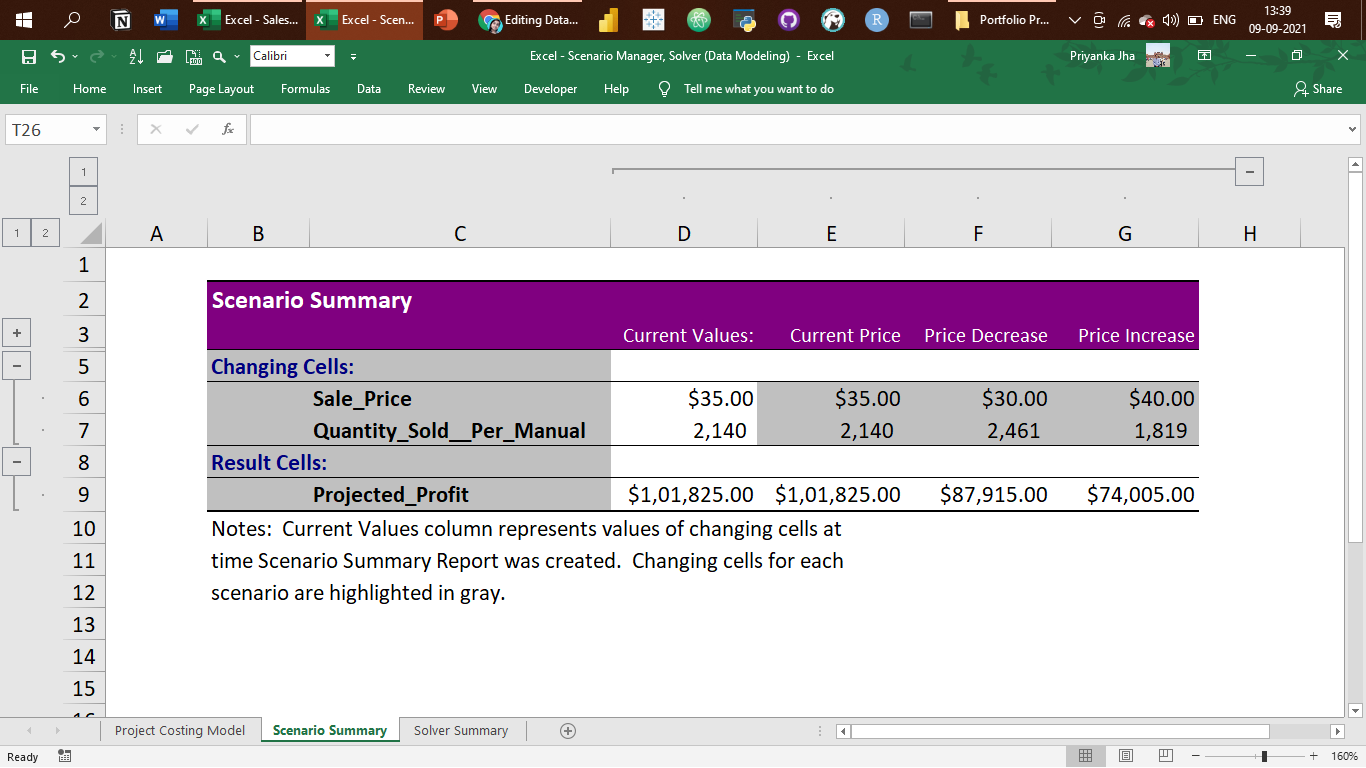 Excel - Sales...
Excel - Scen...
Editing Data...
Portfolio Pr...
ENG
13:39
09-09-2021
Calibri
Excel - Scenario Manager, Solver (Data Modeling) - Excel
Priyanka Jha
File Home Insert Page Layout Formulas Data Review View Developer Help Tell me what you want to do Share
T26
fx
1
2
1 2
A B C D E F G H
1
2 Scenario Summary
3 Current Values: Current Price Price Decrease Price Increase
5 Changing Cells:
6 Sale_Price $35.00 $35.00 $30.00 $40.00
7 Quantity_Sold__Per_Manual 2,140 2,140 2,461 1,819
8 Result Cells:
9 Projected_Profit $1,01,825.00 $1,01,825.00 $87,915.00 $74,005.00
10 Notes: Current Values column represents values of changing cells at
11 time Scenario Summary Report was created. Changing cells for each
12 scenario are highlighted in gray.
13
14
15
Project Costing Model Scenario Summary Solver Summary
Ready
160%